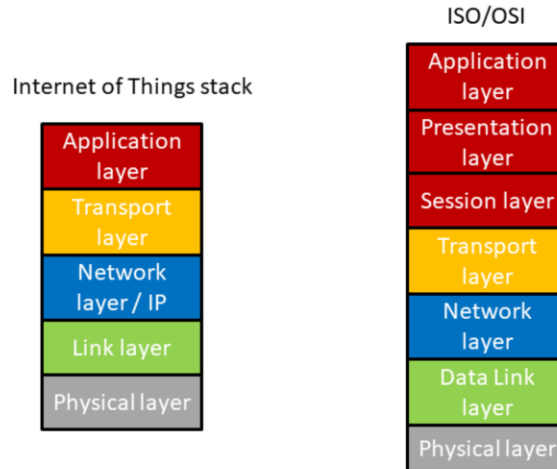 Internet of Things stack
Application
layer
Transport
layer
Network
layer / IP
Link layer
Physical layer
ISO/OSI
Application
layer
Presentation
layer
Session layer
Transport
layer
Network
layer
Data Link
layer
Physical layer